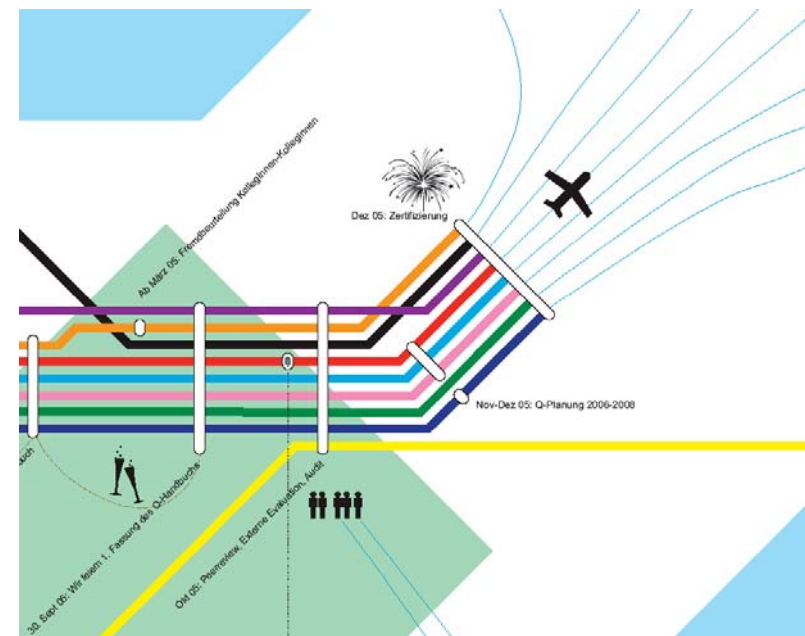 Ab März 05: Fremdbeurteilung KollegInnen-KollegInnen
Dez 05: Zertifizierung
Nov-Dez 05: Q-Planung 2006-2008
uch
30. Sept 05: Wir feiern 1. Fassung des Q-Handbuchs
Okt 05: Peerreview, Externe Evaluation, Audit